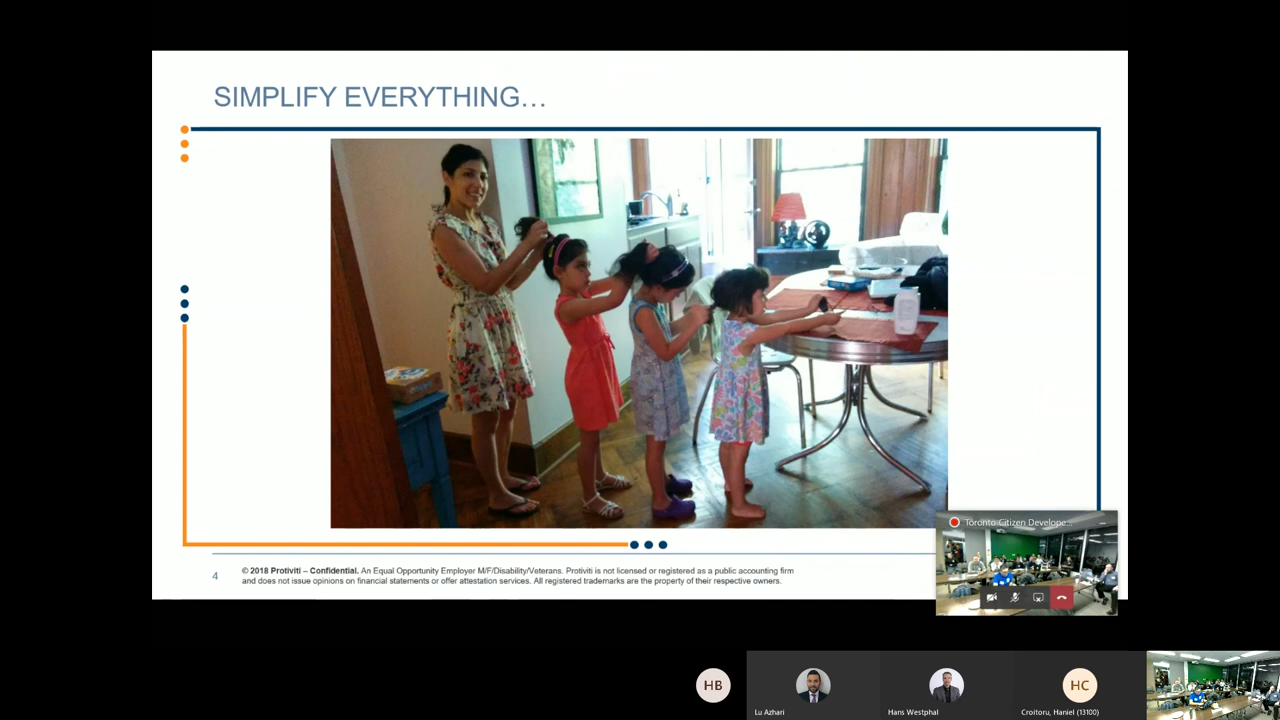 SIMPLIFY EVERYTHING...
Toronto Citizen Develope...
4
© 2018 Protiviti – Confidential. An Equal Opportunity Employer M/F/Disability/Veterans. Protiviti is not licensed or registered as a public accounting firm
and does not issue opinions on financial statements or offer attestation services. All registered trademarks are the property of their respective owners.
HB
HC
Lu Azhari
Hans Westphal
Croitoru, Haniel (13100)